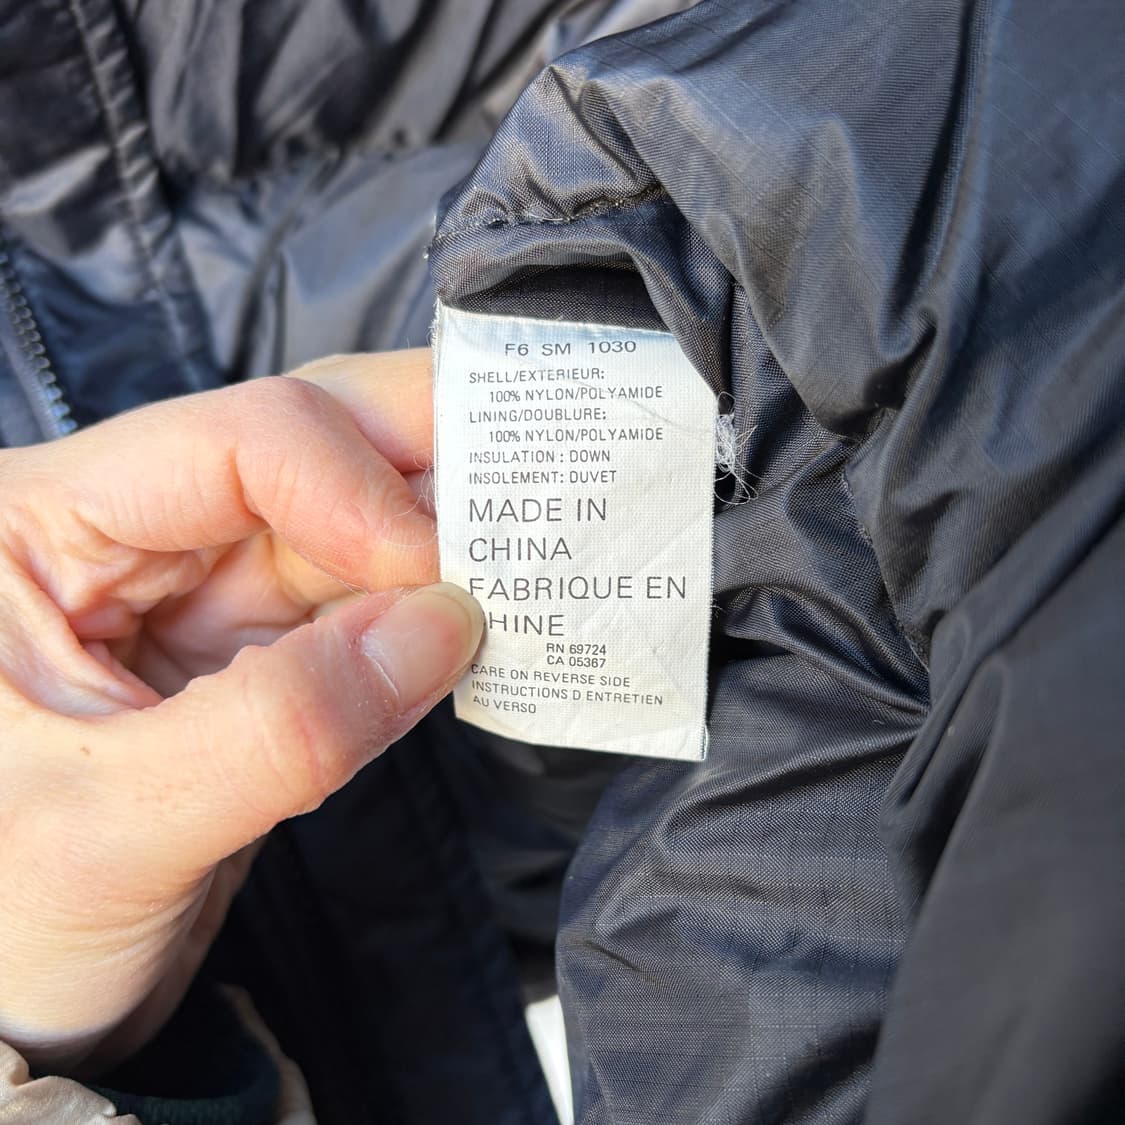 F6 SM 1030
SHELL/EXTERIEUR:
100% NYLON/POLYAMIDE
LINING/DOUBLURE:
100% NYLON/POLYAMIDE
INSULATION : DOWN
INSOLEMENT: DUVET
MADE IN
CHINA
FABRIQUE EN
HINE
RN 69724
CA 05367
CARE ON REVERSE SIDE
INSTRUCTIONS D ENTRETIEN
AU VERSO